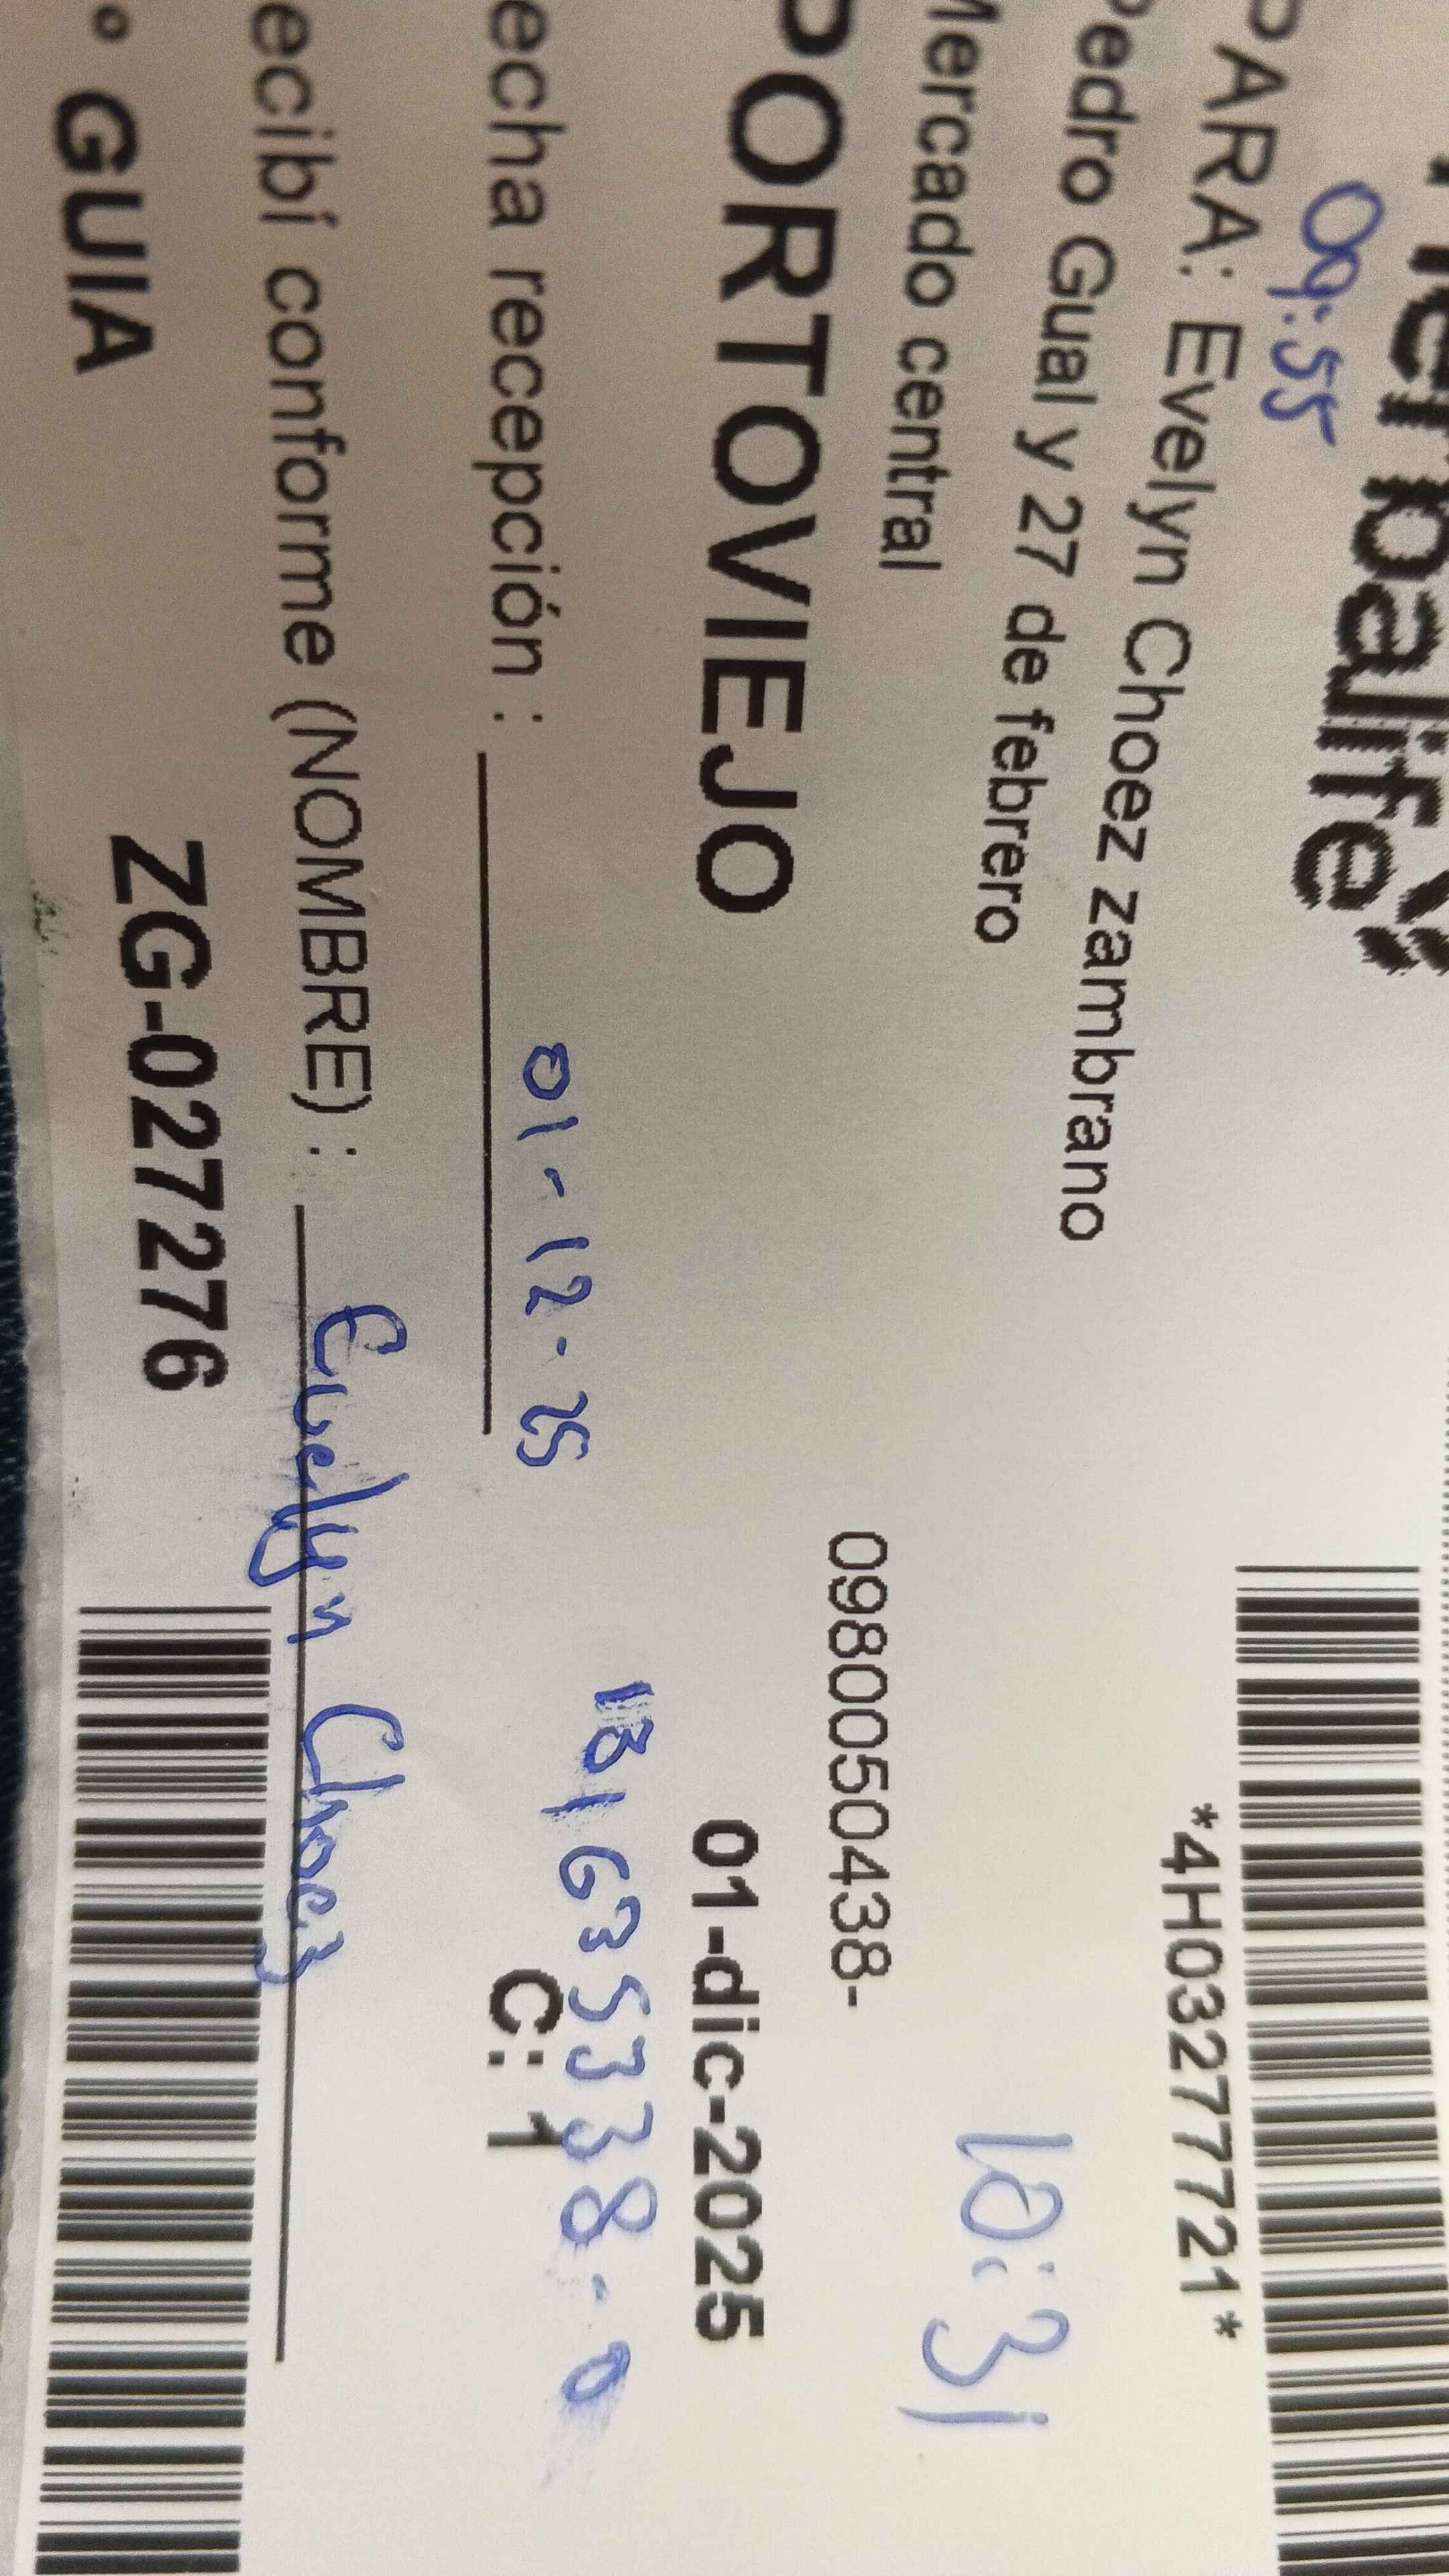 Herbalife
09:55
PARA: Evelyn Choez zambrano
*4H03277721*
Pedro Gual y 27 de febrero
Mercado central
10:31
0980050438-
PORTOVIEJO
01-dic-2025
echa recepción : 01-12-25
C: 1
ecibí conforme (NOMBRE) : Evelyn Choez
° GUIA ZG-027276